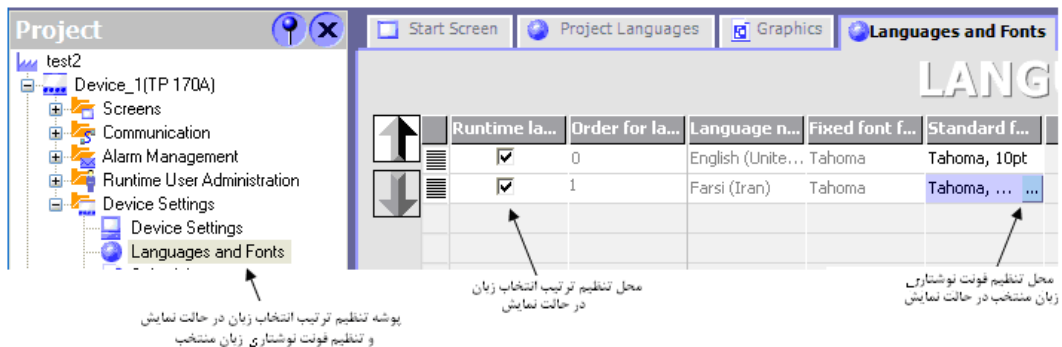 Project
Start Screen
Project Languages
Graphics
Languages and Fonts
test2
Device_1(TP 170A)
Screens
Communication
Alarm Management
Runtime User Administration
Device Settings
Device Settings
Languages and Fonts
LANGU
Runtime la... Order for la... Language n... Fixed font f... Standard f...
0 English (Unite... Tahoma Tahoma, 10pt
1 Farsi (Iran) Tahoma Tahoma, ... ...
پوشه تنظیم ترتیب انتخاب زبان در حالت نمایش
و تنظیم فونت نوشتاری زبان منتخب
محل تنظیم ترتیب انتخاب زبان
در حالت نمایش
محل تنظیم فونت نوشتاری
زبان منتخب در حالت نمایش